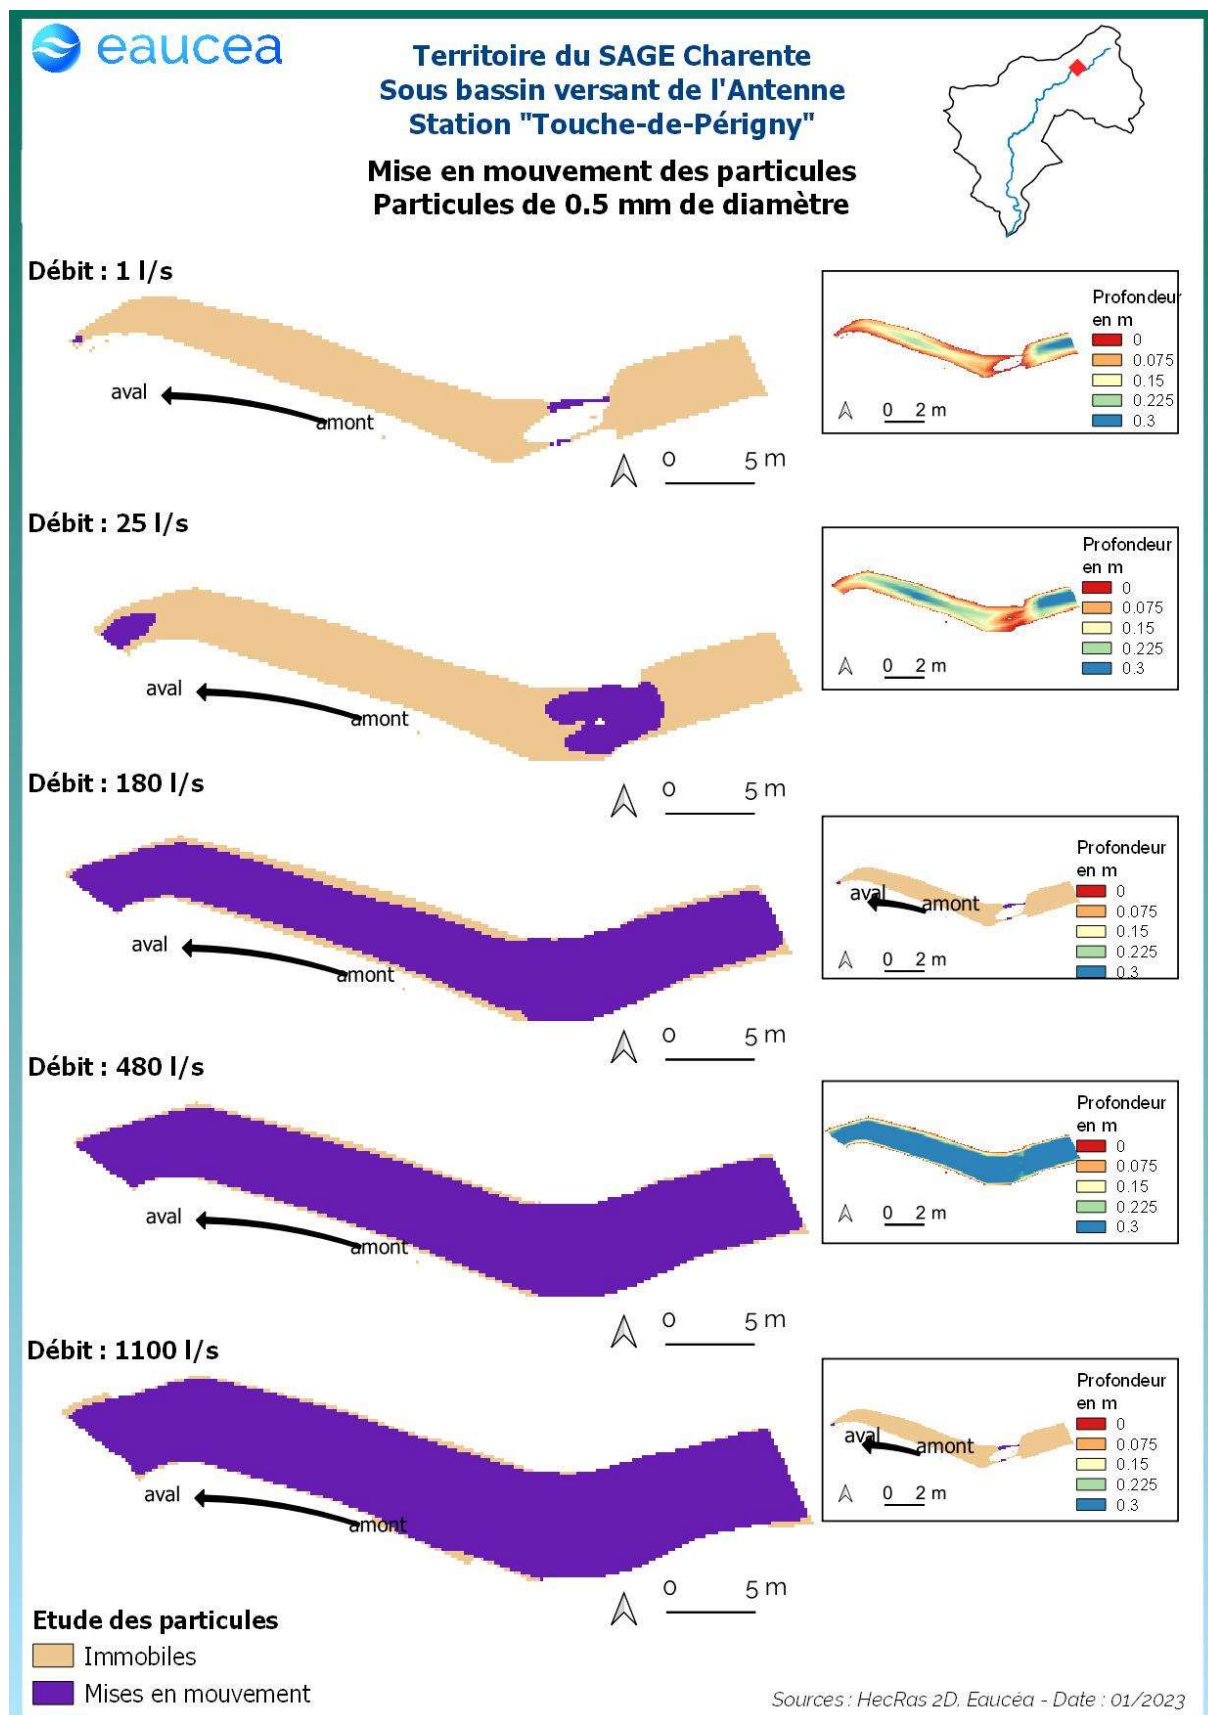 eaucea
Territoire du SAGE Charente
Sous bassin versant de l'Antenne
Station "Touche-de-Périgny"
Mise en mouvement des particules
Particules de 0.5 mm de diamètre
Débit : 1 l/s
aval
amont
0 5 m
Profondeur
en m
0
0.075
0.15
0.225
0.3
0 2 m
Débit : 25 l/s
aval
amont
0 5 m
Profondeur
en m
0
0.075
0.15
0.225
0.3
0 2 m
Débit : 180 l/s
aval
amont
0 5 m
Profondeur
en m
0
0.075
0.15
0.225
0.3
aval
amont
0 2 m
Débit : 480 l/s
aval
amont
0 5 m
Profondeur
en m
0
0.075
0.15
0.225
0.3
0 2 m
Débit : 1100 l/s
aval
amont
0 5 m
Profondeur
en m
0
0.075
0.15
0.225
0.3
aval
amont
0 2 m
Etude des particules
Immobiles
Mises en mouvement
Sources : HecRas 2D, Eaucéa - Date : 01/2023